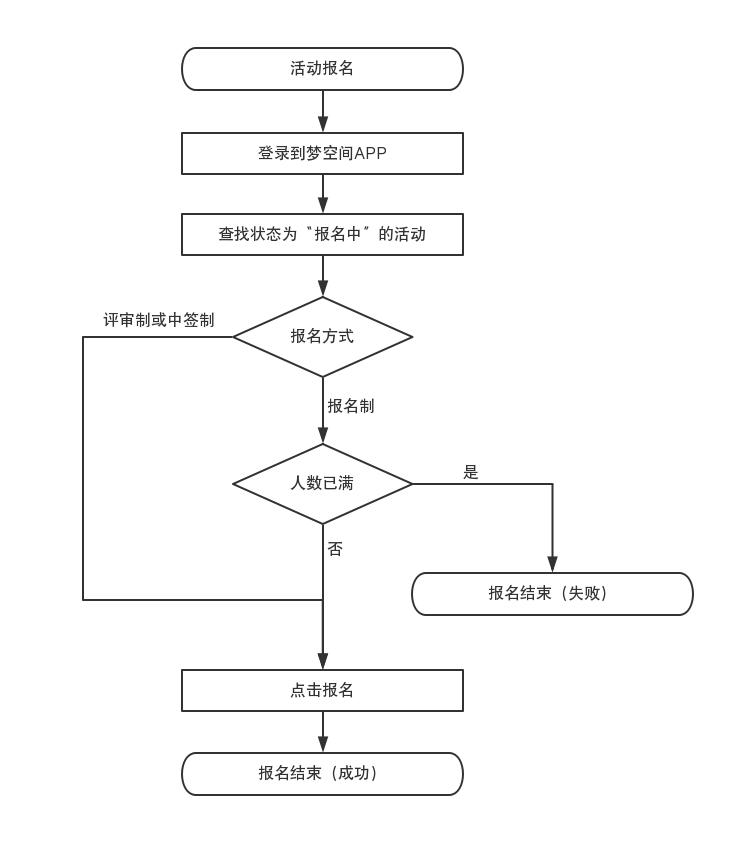 活动报名
登录到梦空间APP
查找状态为“报名中”的活动
评审制或中签制
报名方式
报名制
人数已满
是
否
报名结束（失败）
点击报名
报名结束（成功）